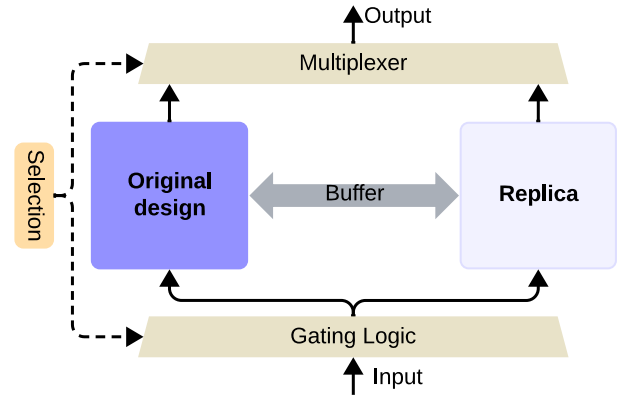 Output
Multiplexer
Selection
Original
design
Buffer
Replica
Gating Logic
Input